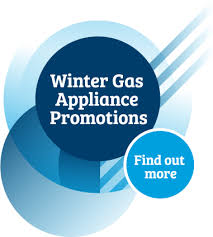 Winter Gas
Appliance
Promotions
Find out
more